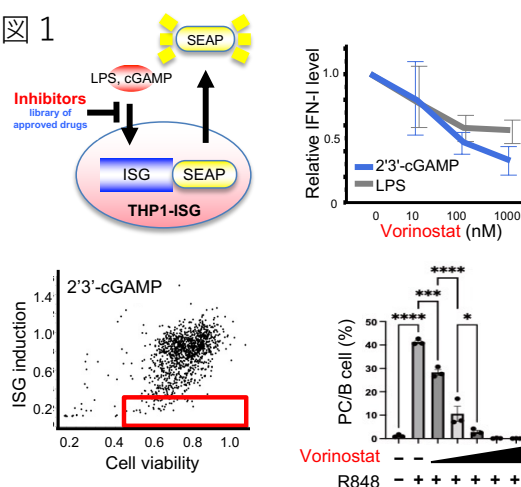 図 1
SEAP
LPS, cGAMP
Inhibitors
library of
approved drugs
ISG
SEAP
THP1-ISG
Relative IFN-I level
1.0
0.5
0
2'3'-cGAMP
LPS
0 10 100 1000
Vorinostat (nM)
2'3'-cGAMP
ISG induction
1.4
1.0
0.6
0.2
0.2 0.4 0.6 0.8 1.0
Cell viability
****
*** 
**** *
PC/B cell (%)
50
40
30
20
10
0
Vorinostat – –
R848 – + + + + + +